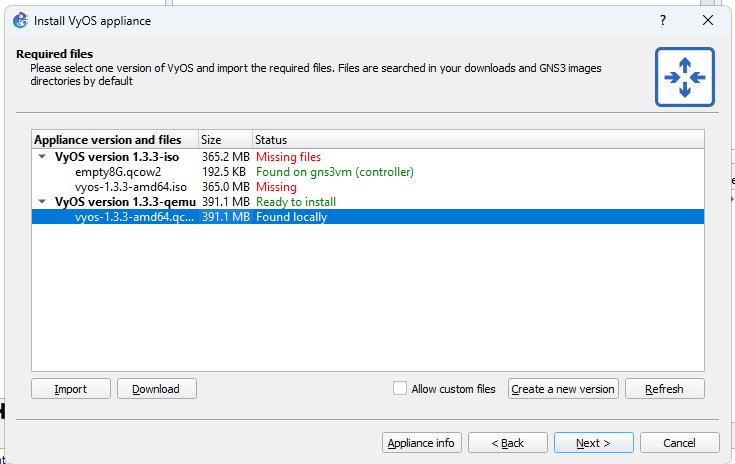 Install VyOS appliance
?
Required files
Please select one version of VyOS and import the required files. Files are searched in your downloads and GNS3 images
directories by default
Appliance version and files Size Status
VyOS version 1.3.3-iso 365.2 MB Missing files
empty8G.qcow2 192.5 KB Found on gns3vm (controller)
vyos-1.3.3-amd64.iso 365.0 MB Missing
VyOS version 1.3.3-qemu 391.1 MB Ready to install
vyos-1.3.3-amd64.qc... 391.1 MB Found locally
Import Download Allow custom files Create a new version Refresh
Appliance info < Back Next > Cancel